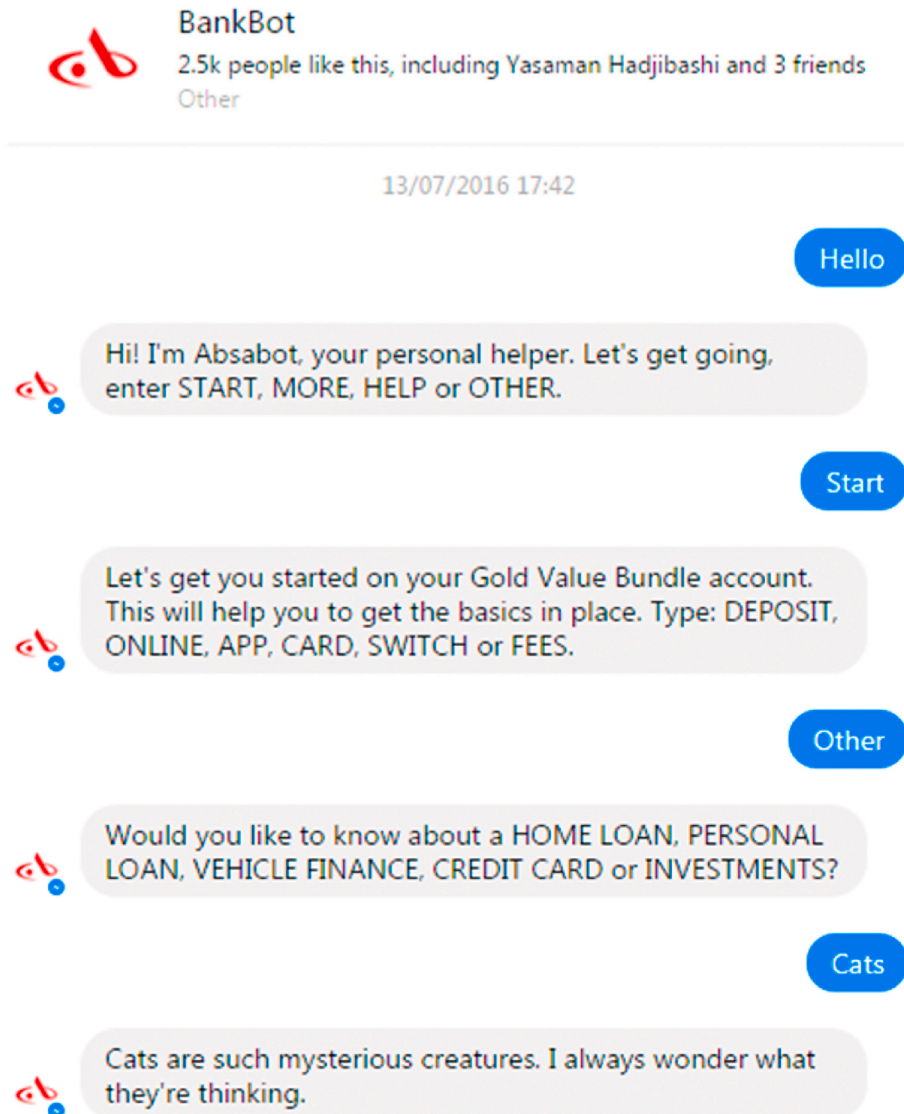 BankBot
2.5k people like this, including Yasaman Hadjibashi and 3 friends
Other
13/07/2016 17:42
Hello
Hi! I'm Absabot, your personal helper. Let's get going,
enter START, MORE, HELP or OTHER.
Start
Let's get you started on your Gold Value Bundle account.
This will help you to get the basics in place. Type: DEPOSIT,
ONLINE, APP, CARD, SWITCH or FEES.
Other
Would you like to know about a HOME LOAN, PERSONAL
LOAN, VEHICLE FINANCE, CREDIT CARD or INVESTMENTS?
Cats
Cats are such mysterious creatures. I always wonder what
they're thinking.